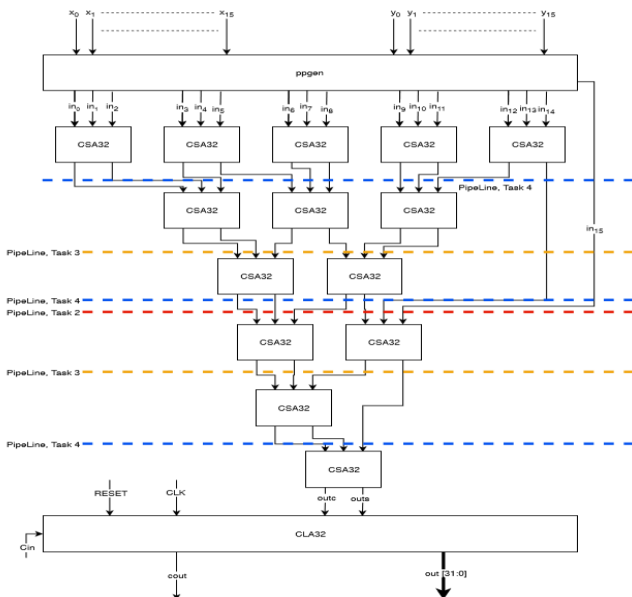 x0 x1 x15 y0 y1 y15
ppgen
in0 in1 in2 in3 in4 in5 in6 in7 in8 in9 in10 in11 in12 in13 in14
CSA32 CSA32 CSA32 CSA32 CSA32
PipeLine, Task 4
CSA32 CSA32 CSA32
in15
PipeLine, Task 3
CSA32 CSA32
PipeLine, Task 4
PipeLine, Task 2
CSA32 CSA32
PipeLine, Task 3
CSA32
PipeLine, Task 4
CSA32
RESET CLK outc outs
CLA32
Cin
cout out [31:0]